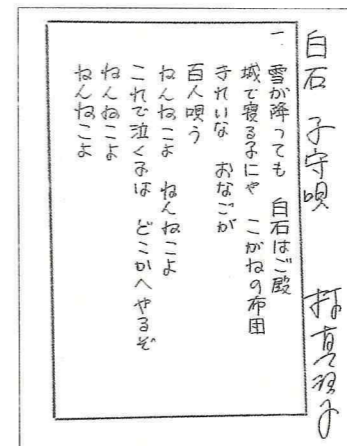 白石 子守唄
一、雪が降っても 白石はご殿
城で寝る子にゃ こがねの布団
きれいな おなごが
百人唄う
ねんねこよ ねんねこよ
これで泣く子は どこかへやるぞ
ねんねこよ
ねんねこよ